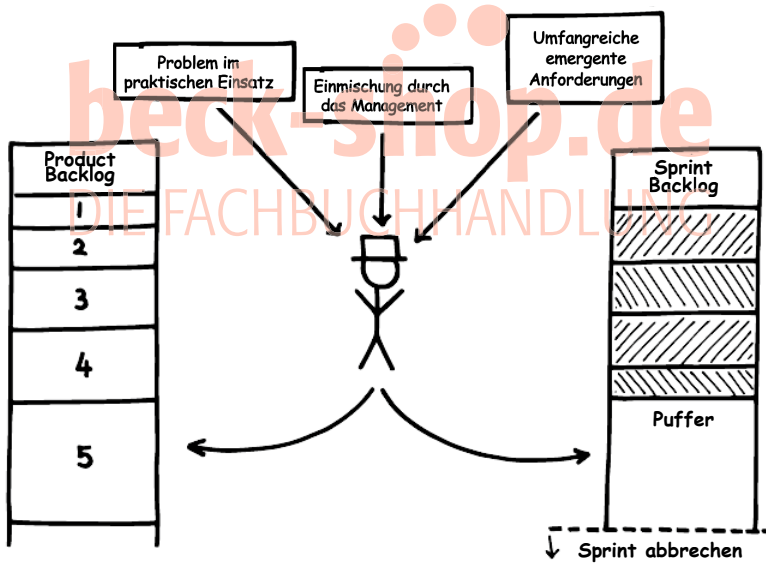 Problem im
praktischen Einsatz
Einmischung durch
das Management
Umfangreiche
emergente
Anforderungen
beck-shop.de
DIE FACHBUCHHANDLUNG
Product
Backlog
1
2
3
4
5
Sprint
Backlog
Puffer
Sprint abbrechen